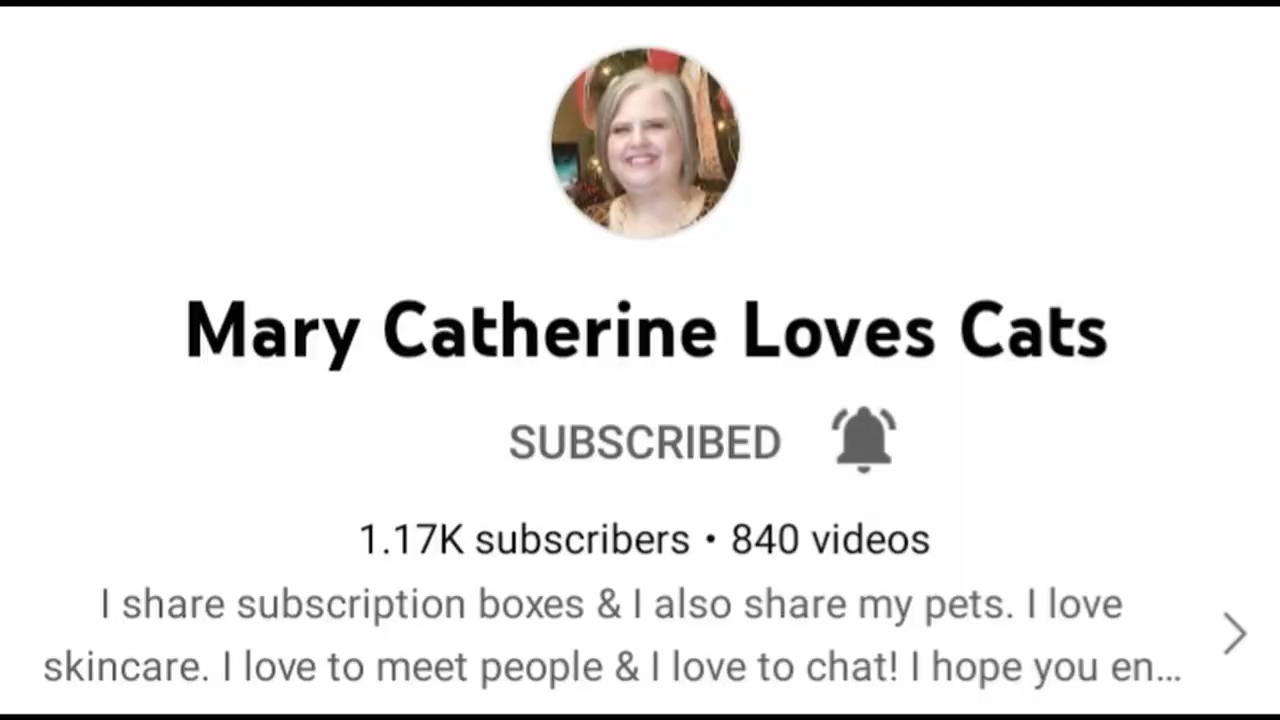 Mary Catherine Loves Cats
SUBSCRIBED
1.17K subscribers • 840 videos
I share subscription boxes & I also share my pets. I love
skincare. I love to meet people & I love to chat! I hope you en...